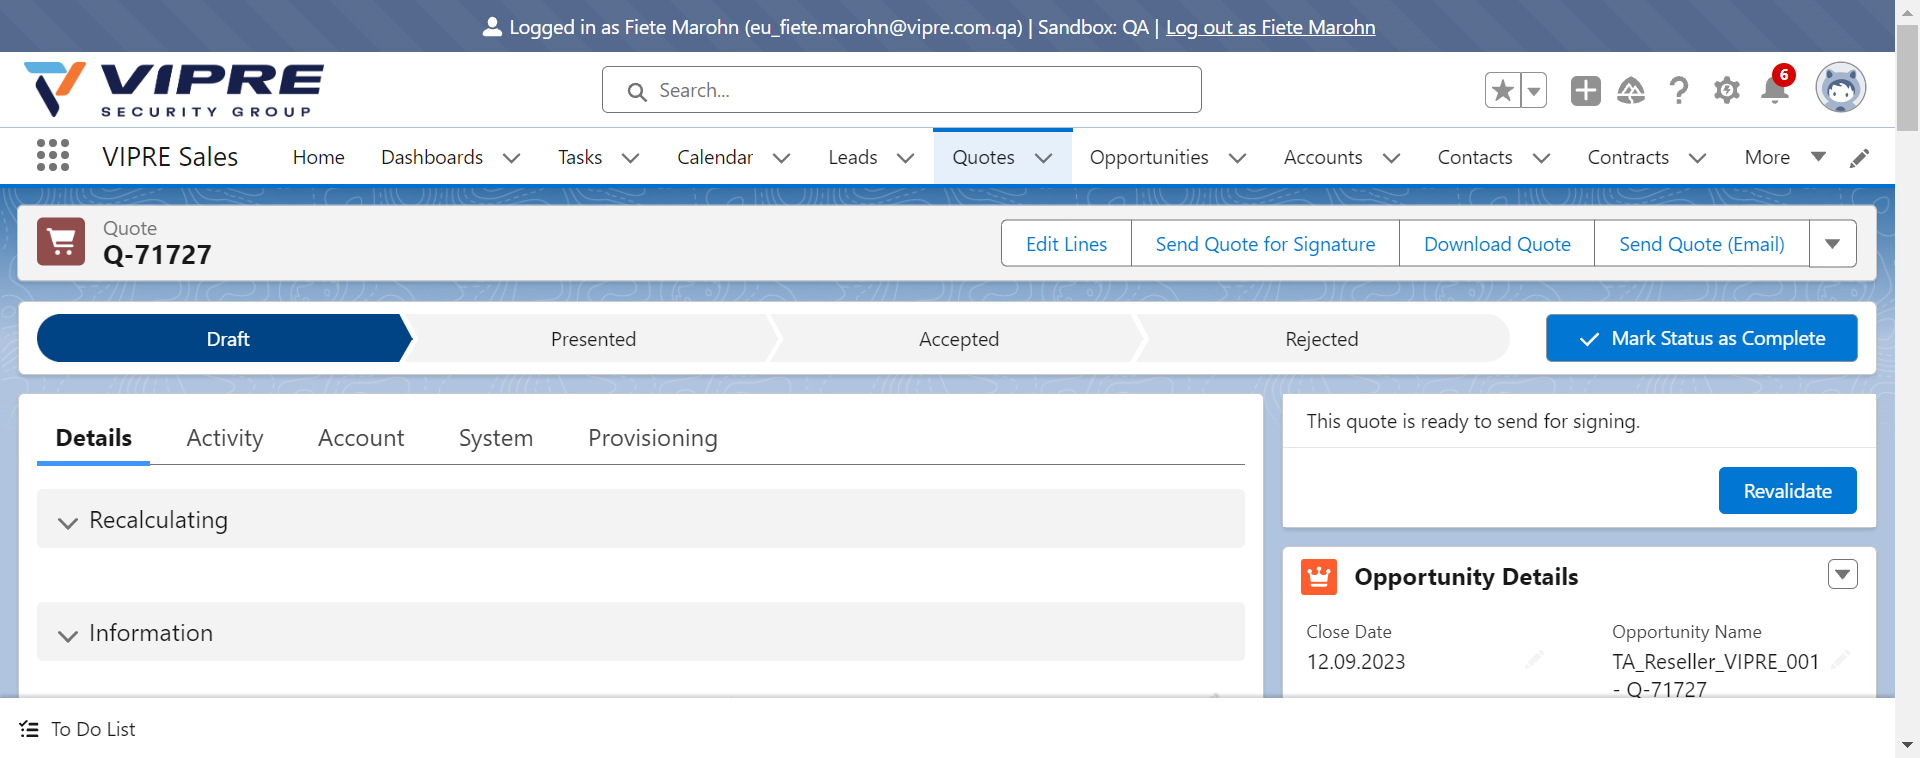 Logged in as Fiete Marohn (eu_fiete.marohn@vipre.com.qa) | Sandbox: QA | Log out as Fiete Marohn
VIPRE
SECURITY GROUP
Search...
6
VIPRE Sales
Home
Dashboards
Tasks
Calendar
Leads
Quotes
Opportunities
Accounts
Contacts
Contracts
More
Quote
Q-71727
Edit Lines
Send Quote for Signature
Download Quote
Send Quote (Email)
Draft
Presented
Accepted
Rejected
Mark Status as Complete
Details
Activity
Account
System
Provisioning
Recalculating
Information
This quote is ready to send for signing.
Revalidate
Opportunity Details
Close Date
12.09.2023
Opportunity Name
TA_Reseller_VIPRE_001
- Q-71727
To Do List